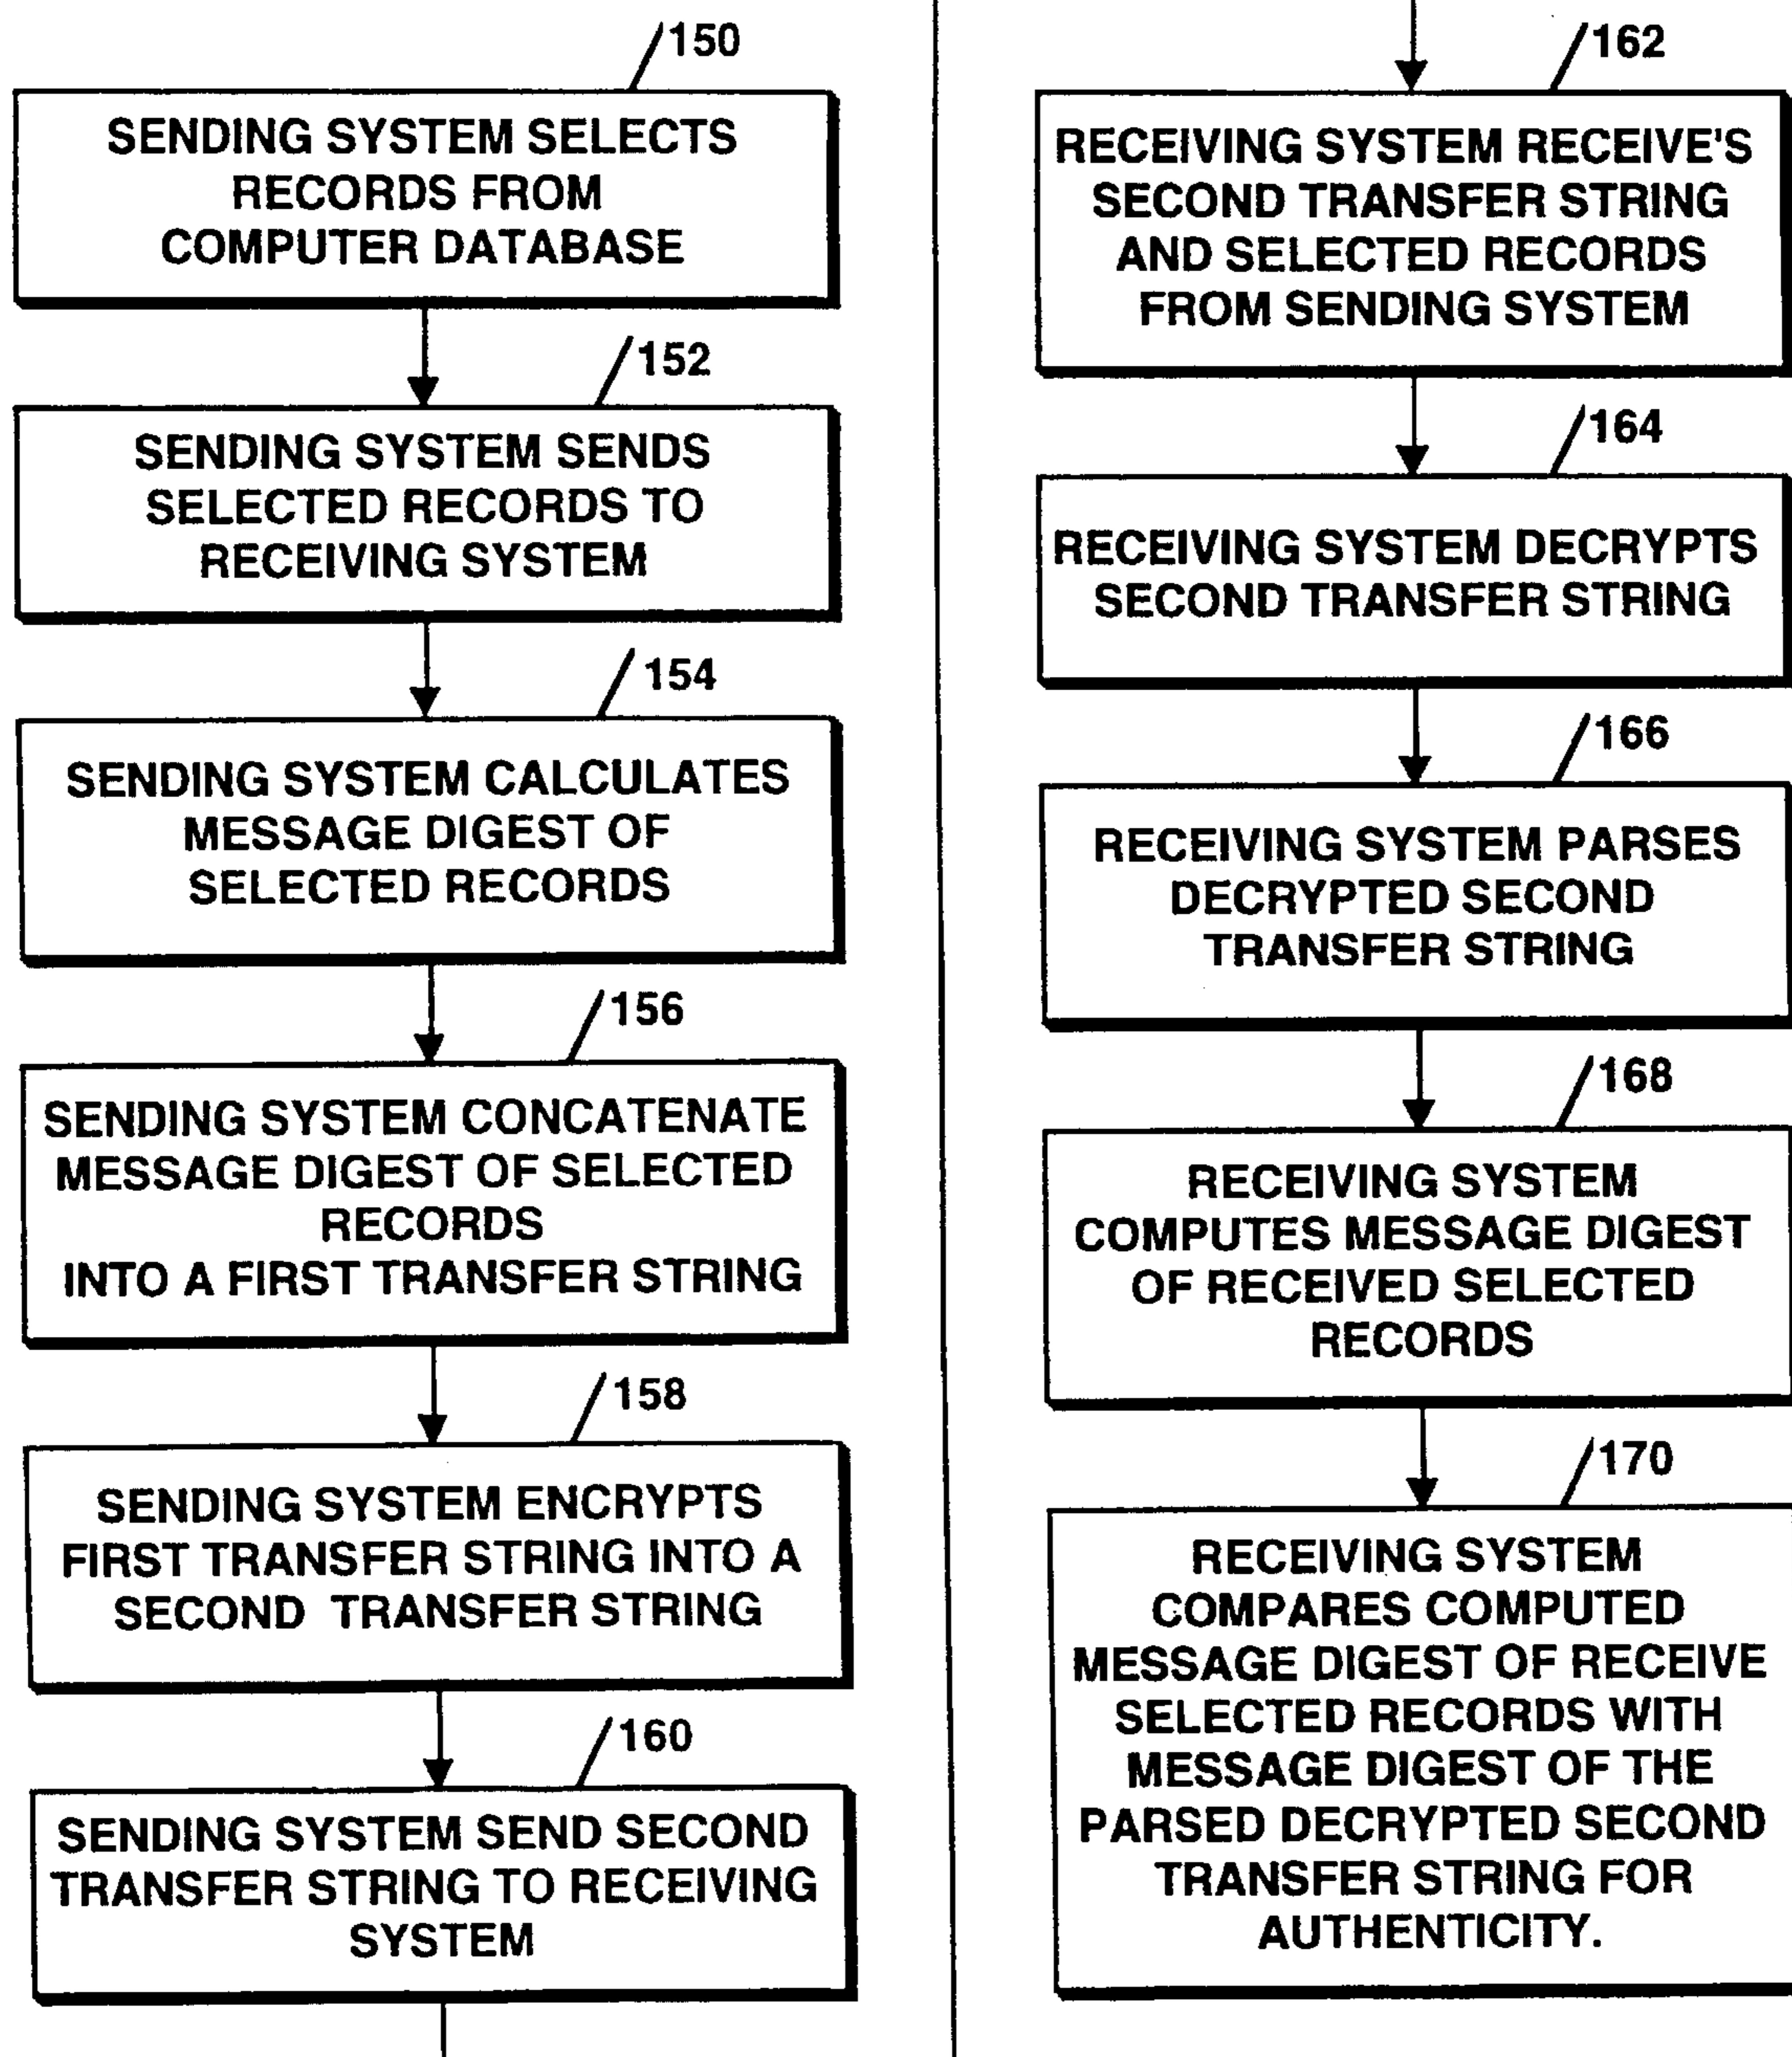 150
SENDING SYSTEM SELECTS
RECORDS FROM
COMPUTER DATABASE
152
SENDING SYSTEM SENDS
SELECTED RECORDS TO
RECEIVING SYSTEM
154
SENDING SYSTEM CALCULATES
MESSAGE DIGEST OF
SELECTED RECORDS
156
SENDING SYSTEM CONCATENATE
MESSAGE DIGEST OF SELECTED
RECORDS
INTO A FIRST TRANSFER STRING
158
SENDING SYSTEM ENCRYPTS
FIRST TRANSFER STRING INTO A
SECOND TRANSFER STRING
160
SENDING SYSTEM SEND SECOND
TRANSFER STRING TO RECEIVING
SYSTEM
162
RECEIVING SYSTEM RECEIVE'S
SECOND TRANSFER STRING
AND SELECTED RECORDS
FROM SENDING SYSTEM
164
RECEIVING SYSTEM DECRYPTS
SECOND TRANSFER STRING
166
RECEIVING SYSTEM PARSES
DECRYPTED SECOND
TRANSFER STRING
168
RECEIVING SYSTEM
COMPUTES MESSAGE DIGEST
OF RECEIVED SELECTED
RECORDS
170
RECEIVING SYSTEM
COMPARES COMPUTED
MESSAGE DIGEST OF RECEIVE
SELECTED RECORDS WITH
MESSAGE DIGEST OF THE
PARSED DECRYPTED SECOND
TRANSFER STRING FOR
AUTHENTICITY.